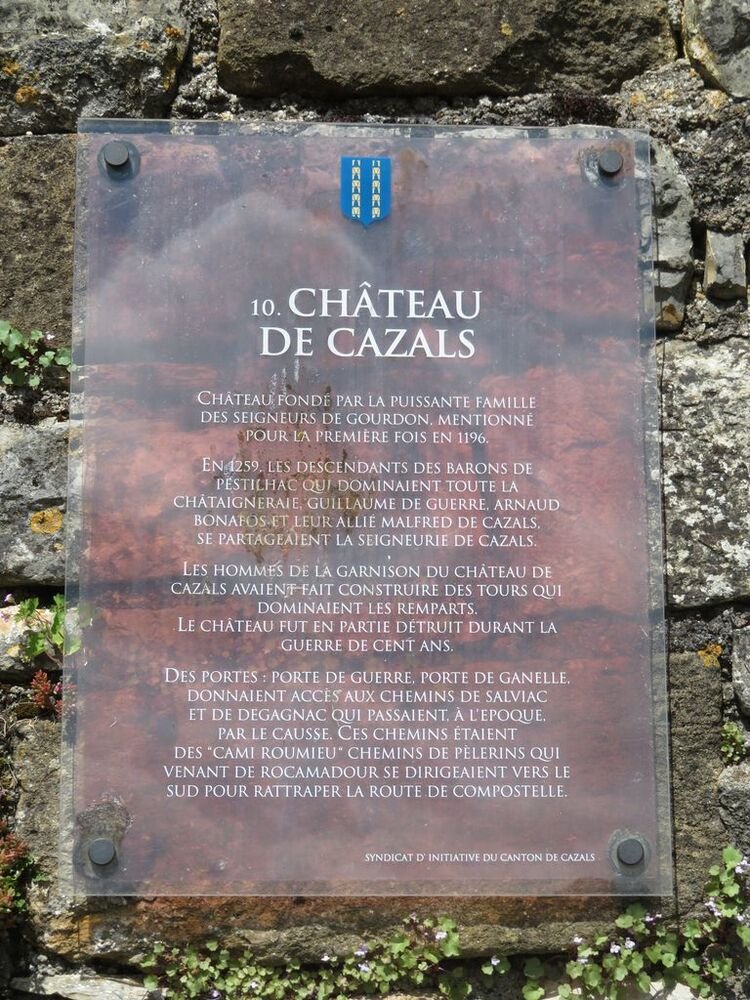 10. CHÂTEAU
DE CAZALS
CHÂTEAU FONDÉ PAR LA PUISSANTE FAMILLE
DES SEIGNEURS DE GOURDON, MENTIONNÉ
POUR LA PREMIÈRE FOIS EN 1196.
EN 1259, LES DESCENDANTS DES BARONS DE
PESTILHAC QUI DOMINAIENT TOUTE LA
CHÂTAIGNERAIE, GUILLAUME DE GUERRE, ARNAUD
BONAFOS ET LEUR ALLIÉ MALFRED DE CAZALS,
SE PARTAGEAIENT LA SEIGNEURIE DE CAZALS.
LES HOMMES DE LA GARNISON DU CHÂTEAU DE
CAZALS AVAIENT FAIT CONSTRUIRE DES TOURS QUI
DOMINAIENT LES REMPARTS.
LE CHÂTEAU FUT EN PARTIE DÉTRUIT DURANT LA
GUERRE DE CENT ANS.
DES PORTES : PORTE DE GUERRE, PORTE DE GANELLE,
DONNAIENT ACCÈS AUX CHEMINS DE SALVIAC
ET DE DEGAGNAC QUI PASSAIENT, À L'EPOQUE,
PAR LE CAUSSE. CES CHEMINS ÉTAIENT
DES "CAMI ROUMIEU" CHEMINS DE PÈLERINS QUI
VENANT DE ROCAMADOUR SE DIRIGEAIENT VERS LE
SUD POUR RATTRAPER LA ROUTE DE COMPOSTELLE.
SYNDICAT D' INITIATIVE DU CANTON DE CAZALS